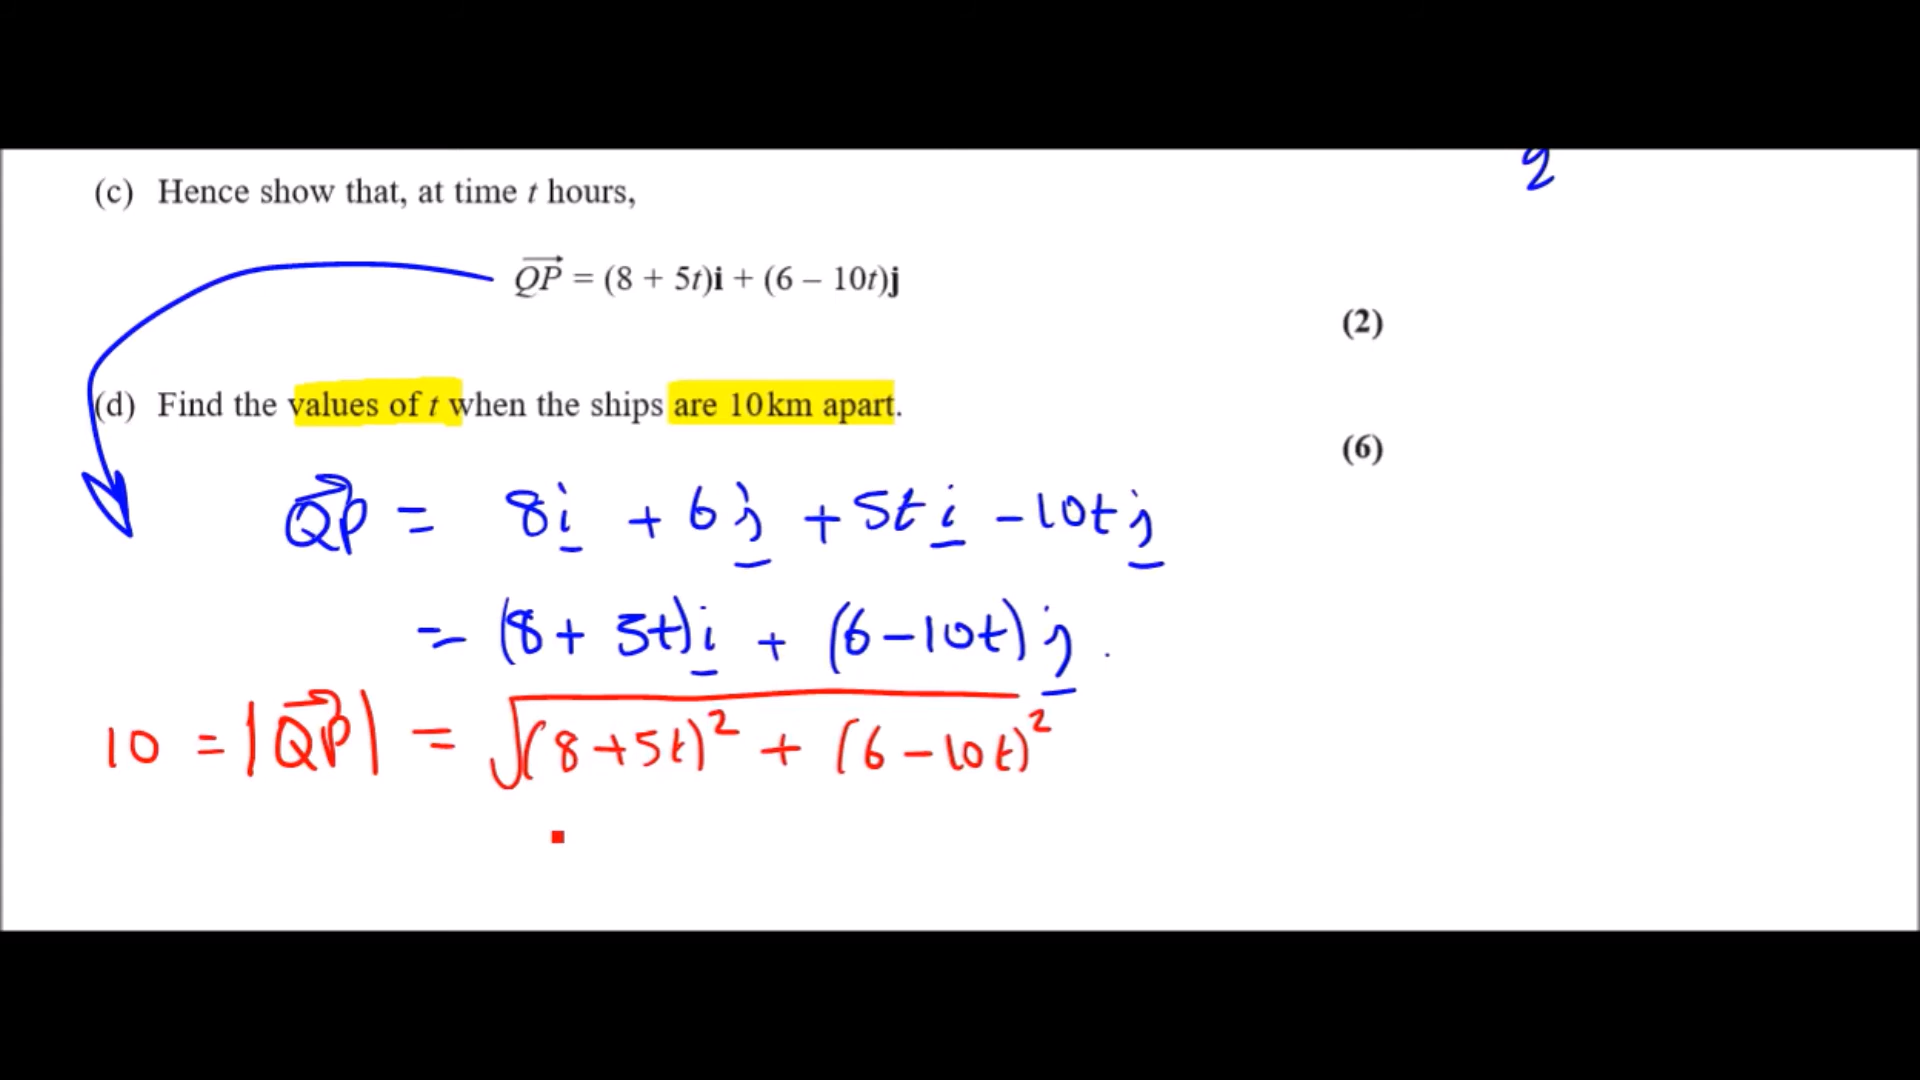 2
(c) Hence show that, at time t hours,
QP = (8 + 5t)i + (6 – 10t)j
(2)
(d) Find the values of t when the ships are 10 km apart.
(6)
QP = 8i + 6j + 5ti - 10tj
= (8 + 5t)i + (6 - 10t)j.
10 = |QP| = √(8 + 5t)² + (6 - 10t)²